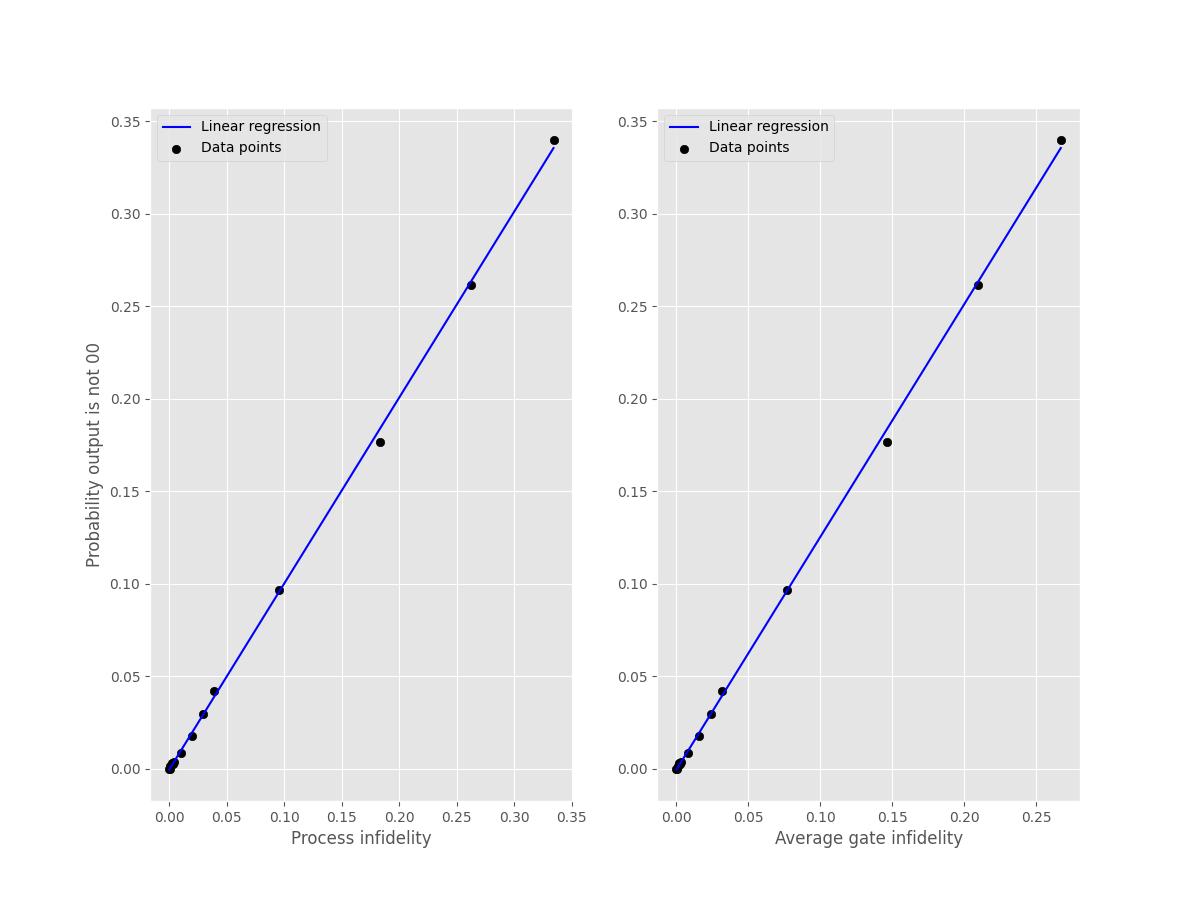 Linear regression
Data points
0.35
0.30
0.25
0.20
0.15
0.10
0.05
0.00
Probability output is not 00
0.00 0.05 0.10 0.15 0.20 0.25 0.30 0.35
Process infidelity
Linear regression
Data points
0.35
0.30
0.25
0.20
0.15
0.10
0.05
0.00
0.00 0.05 0.10 0.15 0.20 0.25
Average gate infidelity